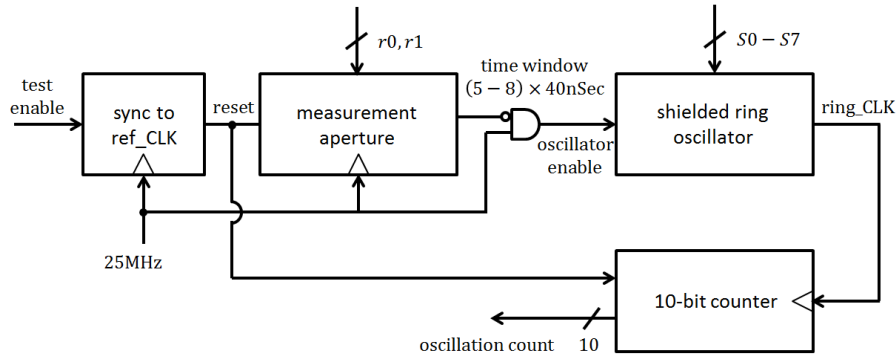 r0, r1
S0 − S7
test
enable
sync to
ref_CLK
reset
measurement
aperture
time window
(5 − 8) × 40nSec
oscillator
enable
shielded ring
oscillator
ring_CLK
25MHz
10-bit counter
oscillation count
10